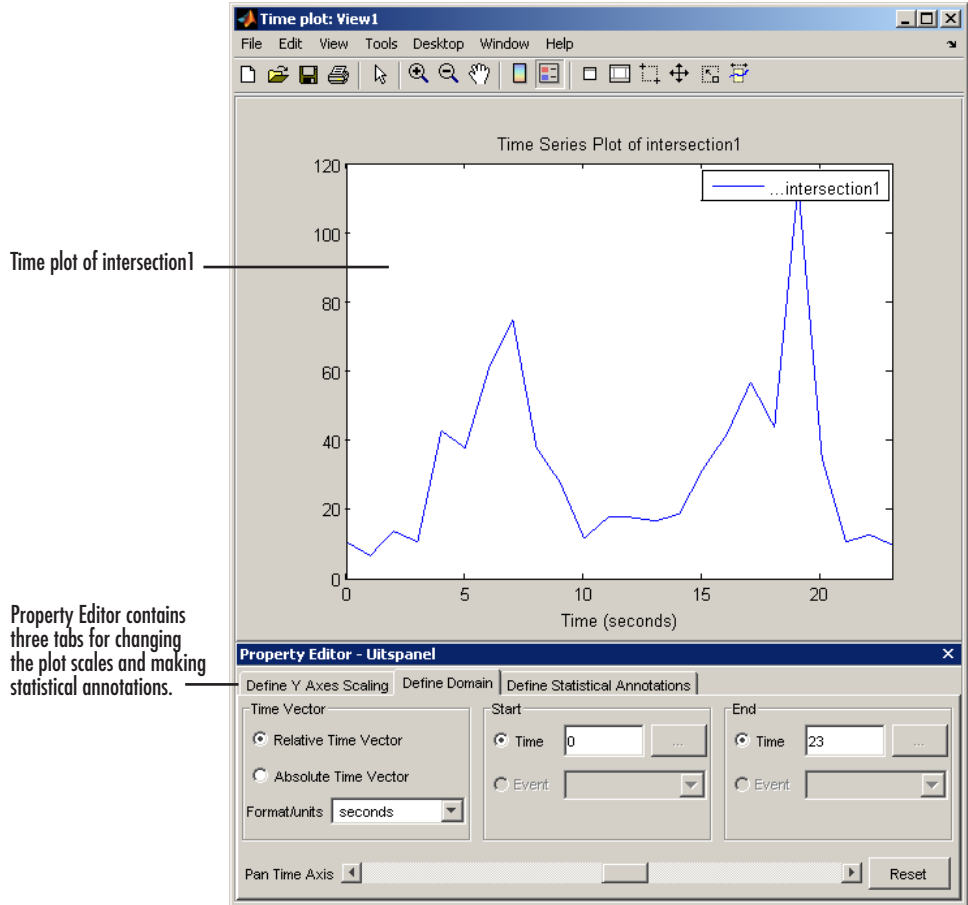 Time plot: View1
File Edit View Tools Desktop Window Help
Time Series Plot of intersection1
...intersection1
120
100
80
60
40
20
0
0 5 10 15 20
Time (seconds)
Time plot of intersection1
Property Editor contains
three tabs for changing
the plot scales and making
statistical annotations.
Property Editor - Uitspanel
Define Y Axes Scaling Define Domain Define Statistical Annotations
Time Vector Start End
Relative Time Vector Time 0 ... Time 23 ...
Absolute Time Vector Event Event
Format/units seconds
Pan Time Axis Reset